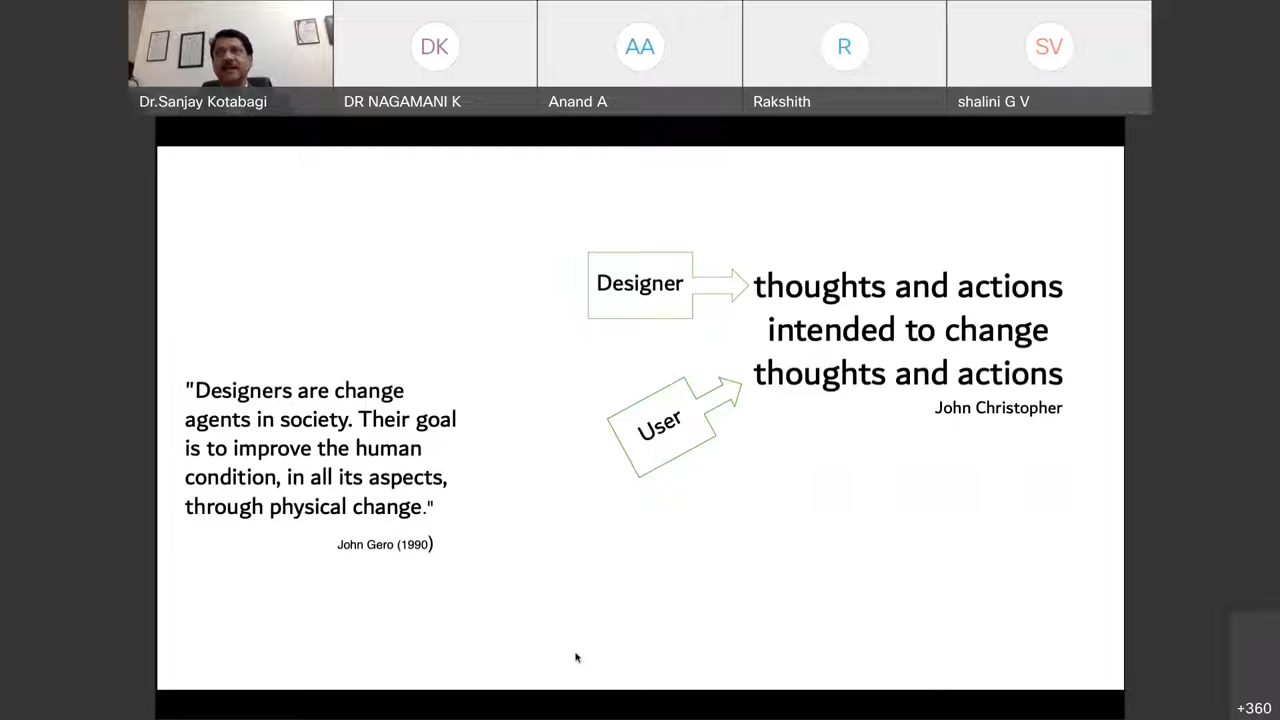 Dr.Sanjay Kotabagi
DK
DR NAGAMANI K
AA
Anand A
R
Rakshith
SV
shalini G V
Designer
thoughts and actions
intended to change
thoughts and actions
John Christopher
User
"Designers are change
agents in society. Their goal
is to improve the human
condition, in all its aspects,
through physical change."
John Gero (1990)
+360